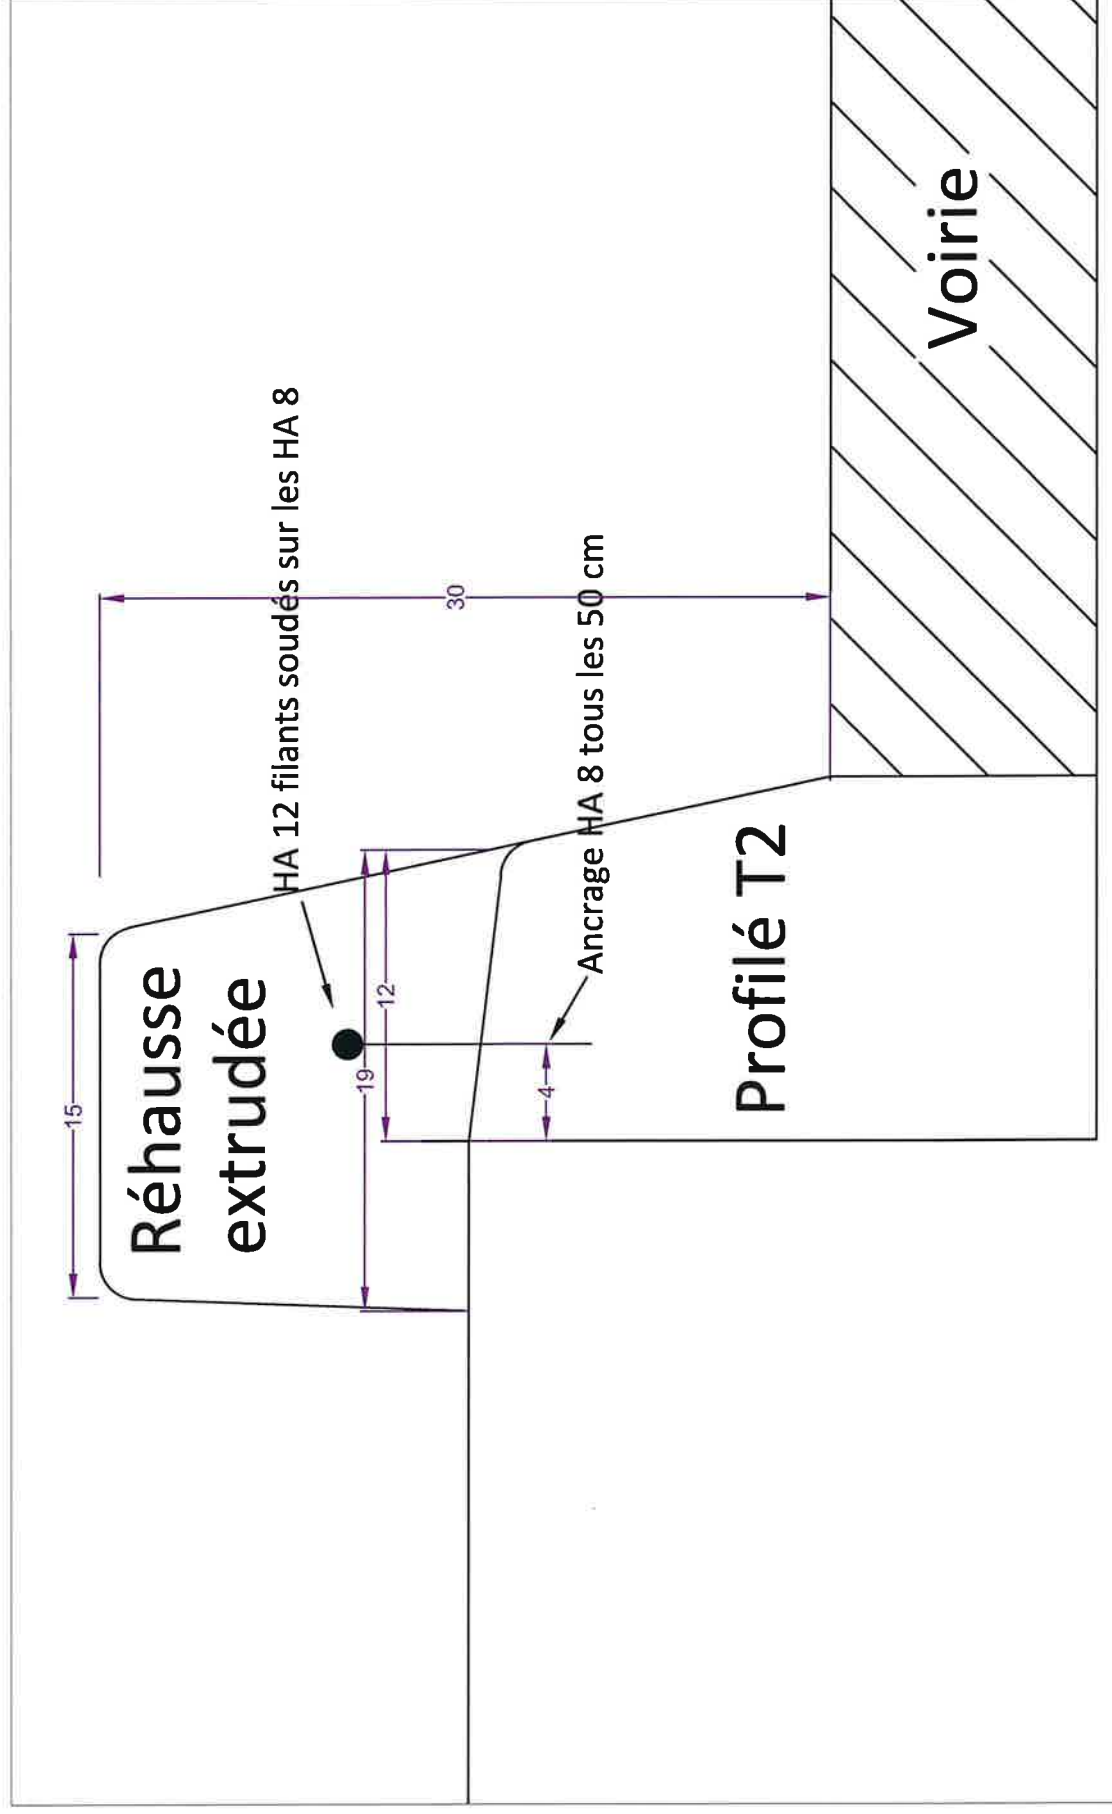 15
Réhausse
extrudée
HA 12 filants soudés sur les HA 8
19
12
30
Ancrage HA 8 tous les 50 cm
4
Profilé T2
Voirie